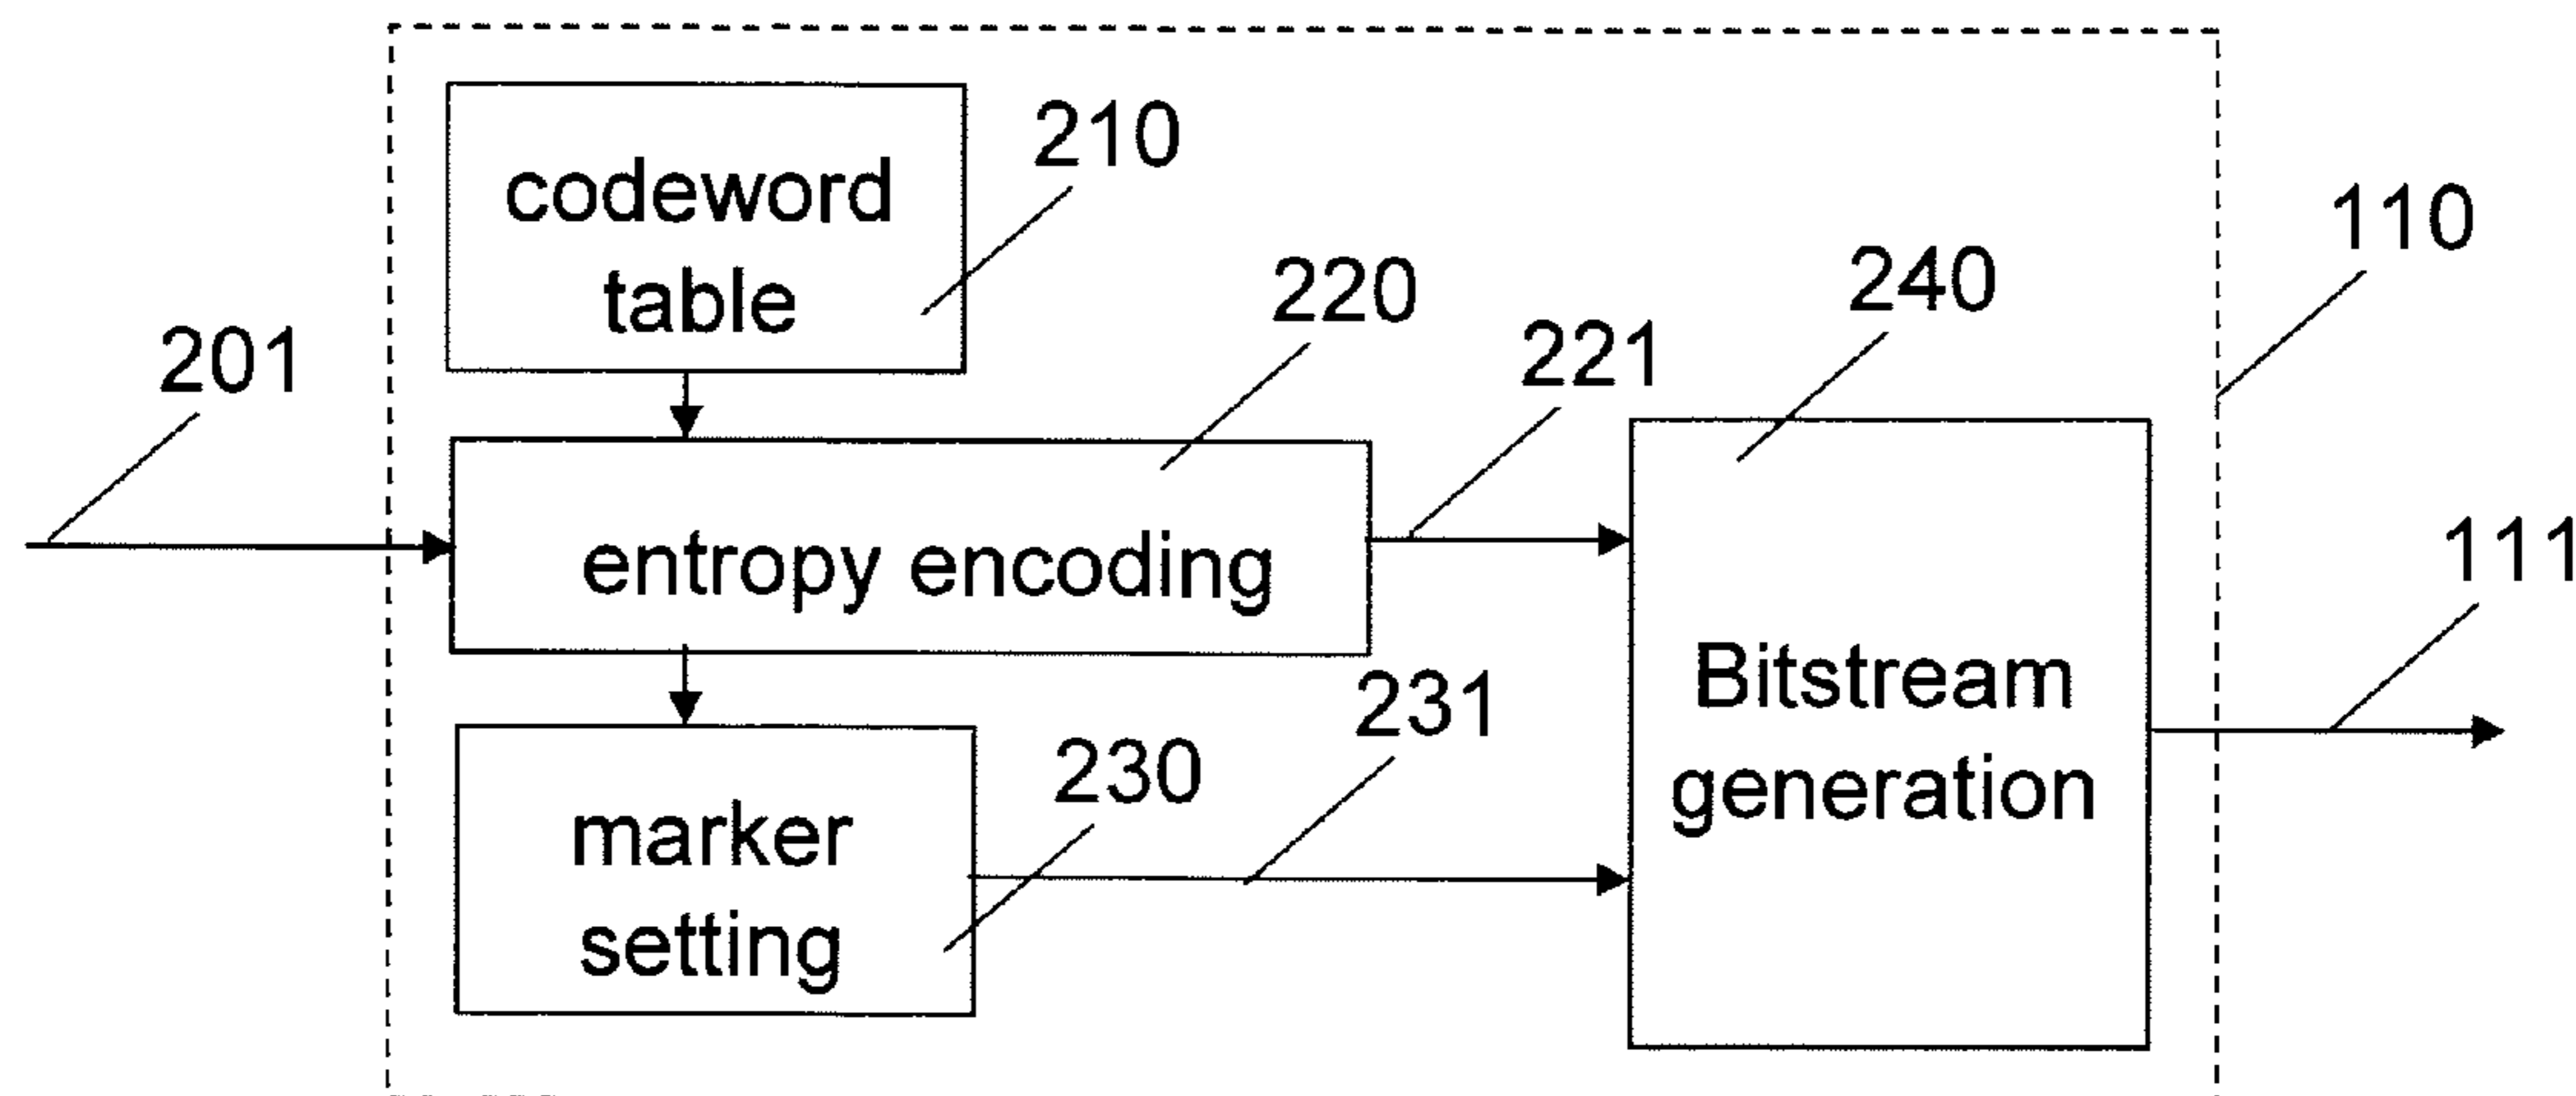 codeword
table
210
201
220
221
240
110
entropy encoding
111
231
230
marker
setting
Bitstream
generation